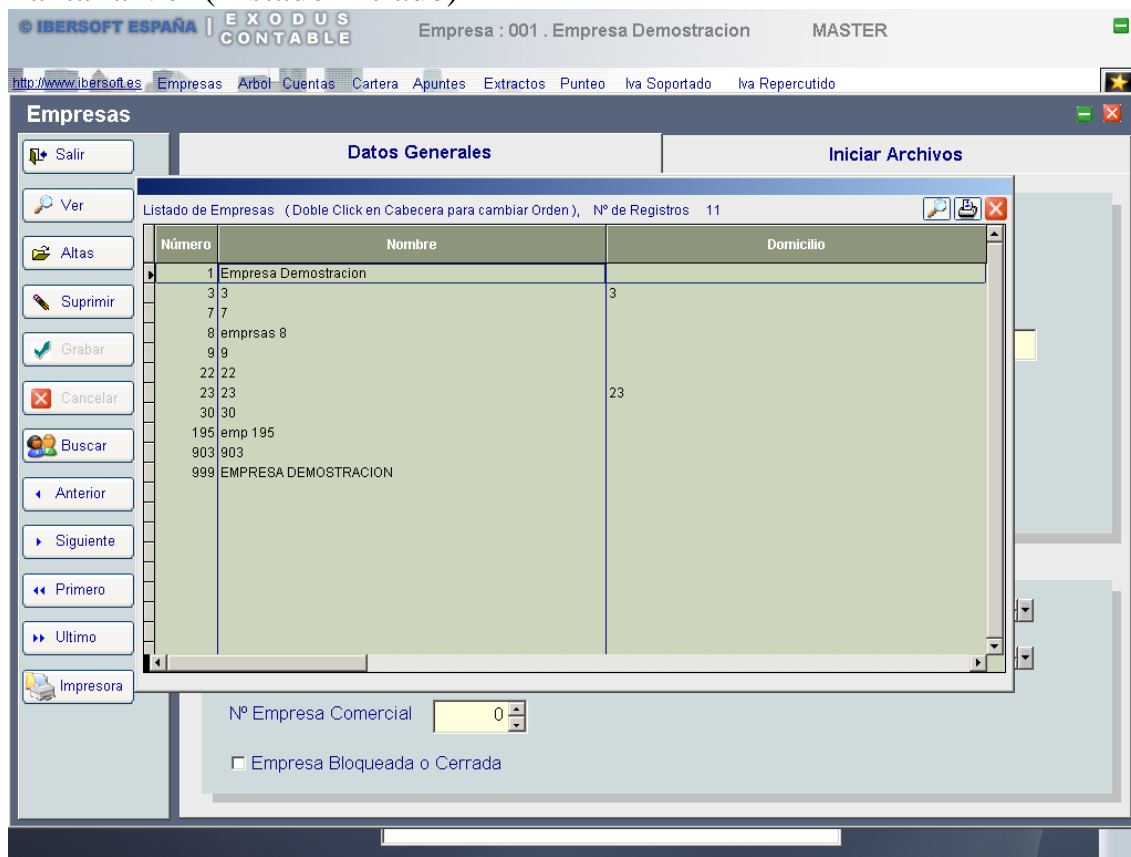 © IBERSOFT ESPAÑA | EXODUS CONTABLE Empresa : 001 . Empresa Demostracion MASTER
http://www.ibersoft.es Empresas Arbol Cuentas Cartera Apuntes Extractos Punteo Iva Soportado Iva Repercutido
Empresas
Salir
Ver
Altas
Suprimir
Grabar
Cancelar
Buscar
Anterior
Siguiente
Primero
Ultimo
Impresora
Datos Generales Iniciar Archivos
Listado de Empresas ( Doble Click en Cabecera para cambiar Orden ), Nº de Registros 11
Número Nombre Domicilio
1 Empresa Demostracion
3 3 3
7 7
8 emprsas 8
9 9
22 22
23 23 23
30 30
195 emp 195
903 903
999 EMPRESA DEMOSTRACION
Nº Empresa Comercial 0
Empresa Bloqueada o Cerrada